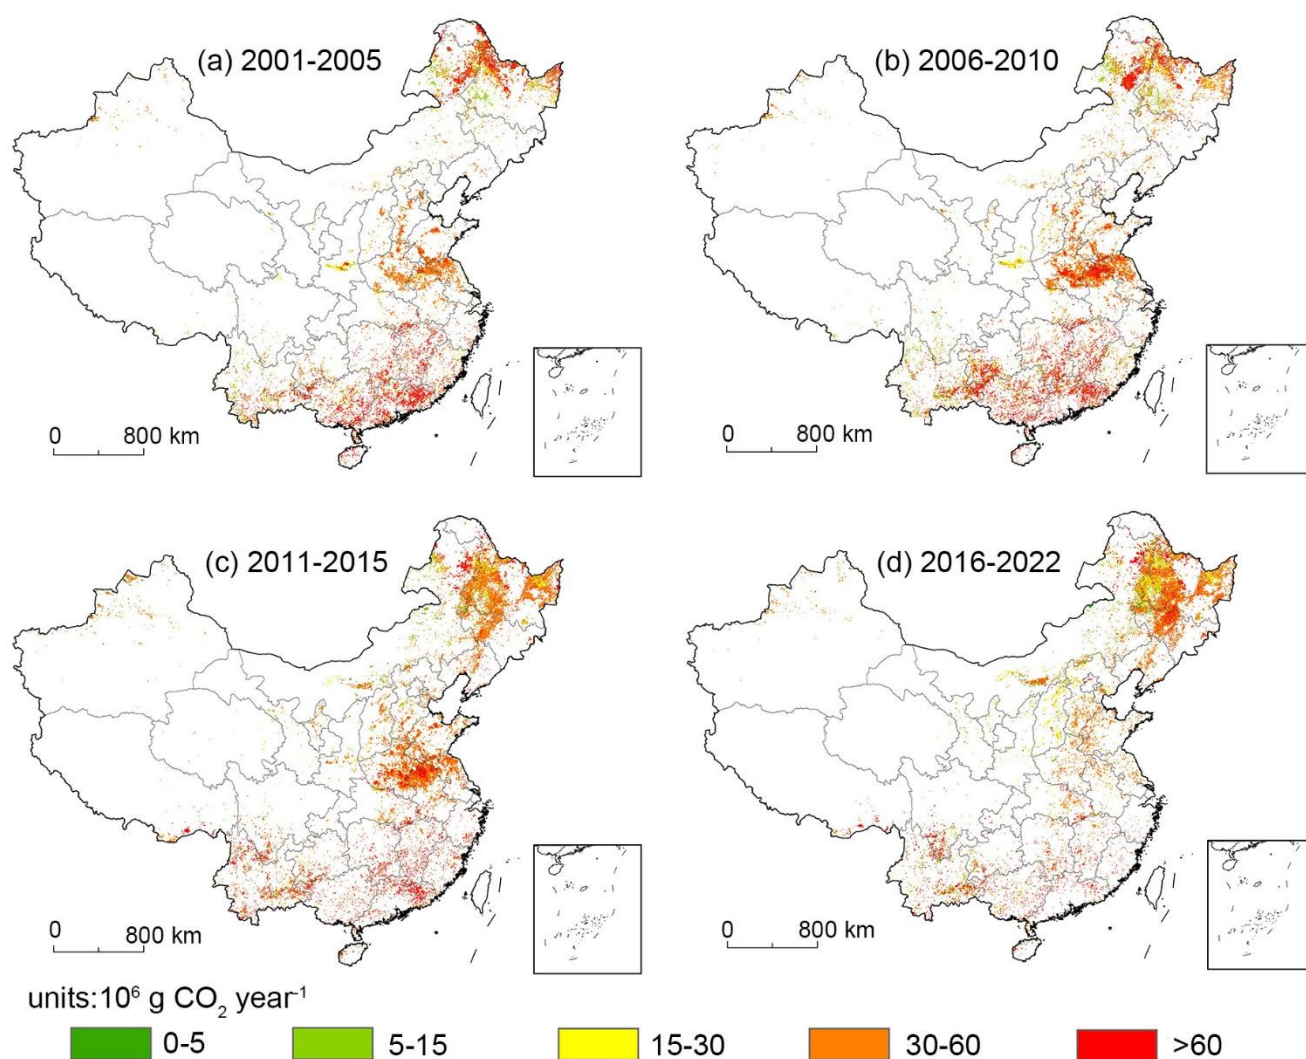 (a) 2001-2005
(b) 2006-2010
0 800 km
0 800 km
(c) 2011-2015
(d) 2016-2022
0 800 km
0 800 km
units:10⁶ g CO₂ year⁻¹
0-5 5-15 15-30 30-60 >60